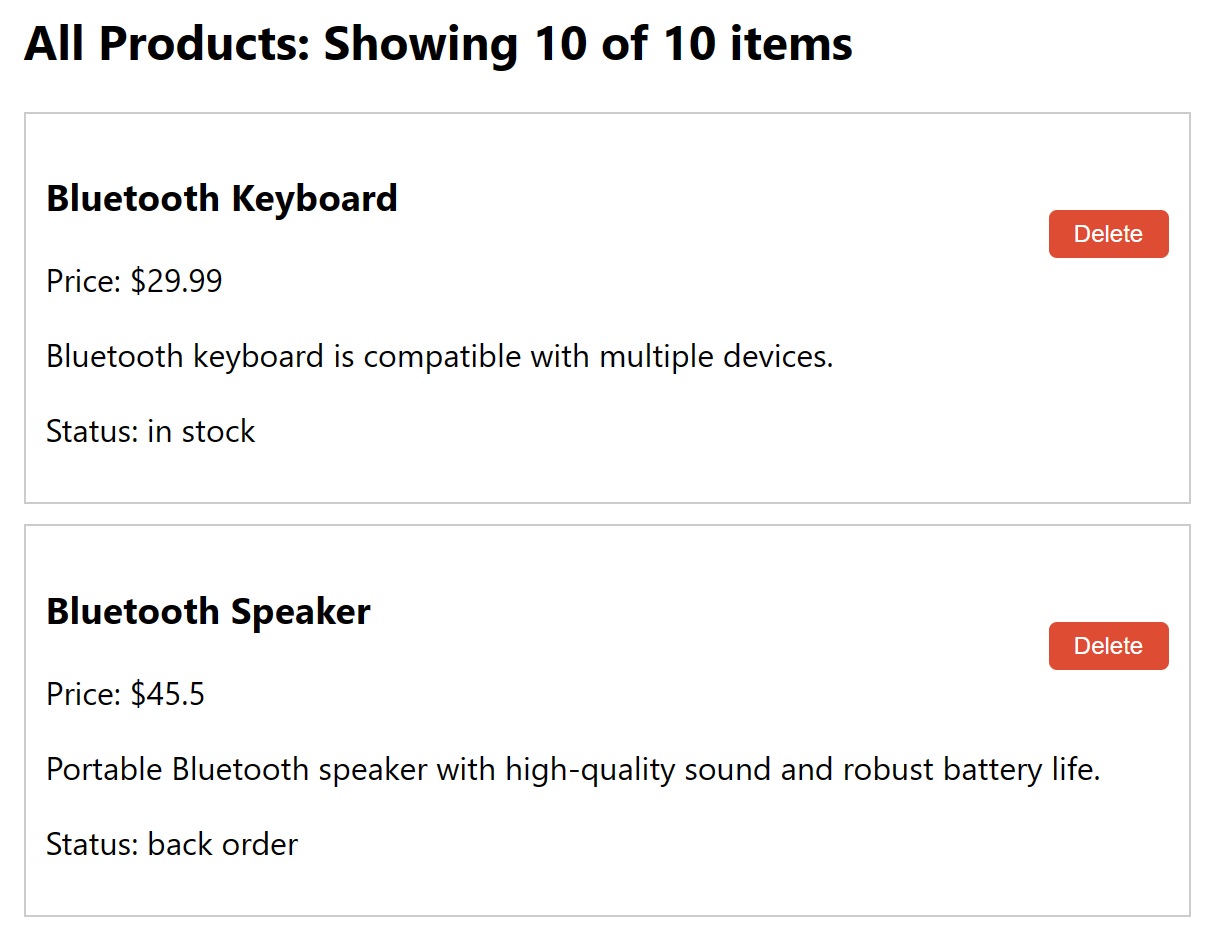 All Products: Showing 10 of 10 items
Bluetooth Keyboard
Delete
Price: $29.99
Bluetooth keyboard is compatible with multiple devices.
Status: in stock
Bluetooth Speaker
Delete
Price: $45.5
Portable Bluetooth speaker with high-quality sound and robust battery life.
Status: back order